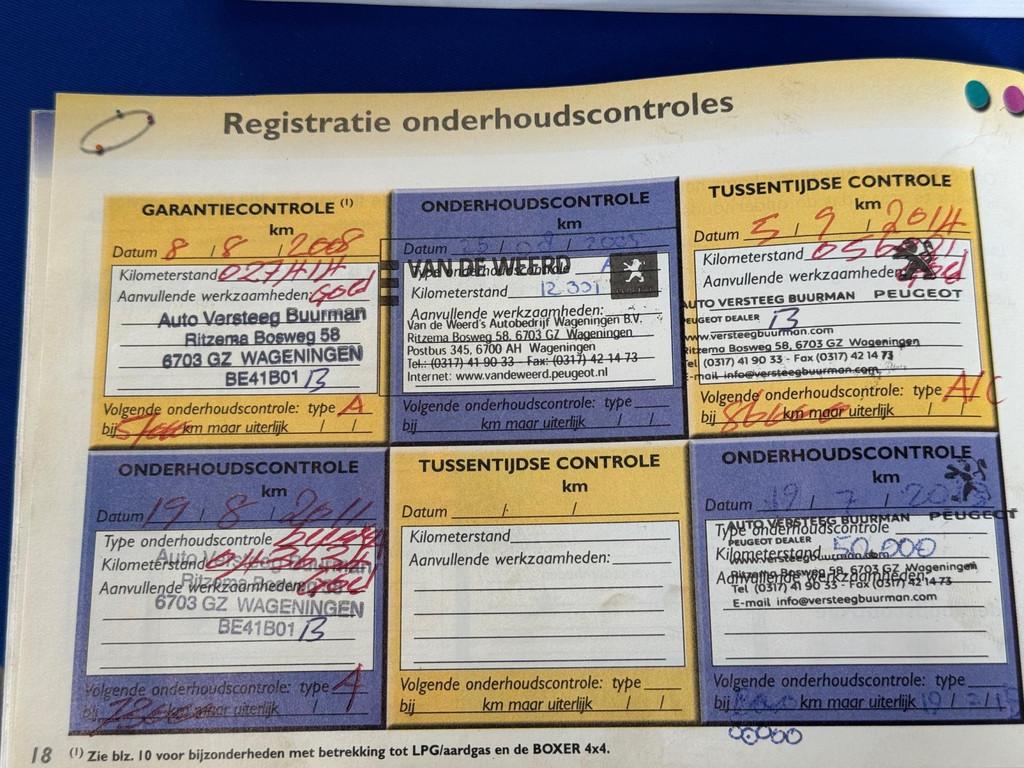 Registratie onderhoudscontroles
GARANTIECONTROLE (1)
km
Datum 8 / 8 / 2008
Kilometerstand
Aanvullende werkzaamheden: Gold
Auto Versteeg Buurman
Ritzema Bosweg 58
6703 GZ WAGENINGEN
BE41B01 B
Volgende onderhoudscontrole: type A
bij km maar uiterlijk / /
ONDERHOUDSCONTROLE
km
Datum / /
VAN DE WEERD
Type onderhoudscontrole
Kilometerstand 12 301
Aanvullende werkzaamheden:
Van de Weerd's Autobedrijf Wageningen B.V.
Ritzema Bosweg 58, 6703 GZ Wageningen
Postbus 345, 6700 AH Wageningen
Tel.: (0317) 41 90 33 - Fax: (0317) 42 14 73
Internet: www.vandeweerd.peugeot.nl
Volgende onderhoudscontrole: type
bij km maar uiterlijk / /
TUSSENTIJDSE CONTROLE
km
Datum 5 / 9 / 2014
Kilometerstand
Aanvullende werkzaamheden
AUTO VERSTEEG BUURMAN PEUGEOT
PEUGEOT DEALER B
www.versteegbuurman.com
Ritzema Bosweg 58, 6703 GZ Wageningen
Tel (0317) 41 90 33 - Fax (0317) 42 14 73
E-mail info@versteegbuurman.com
Volgende onderhoudscontrole: type A/C
bij km maar uiterlijk / /
ONDERHOUDSCONTROLE
km
Datum 19 / 8 / 2011
Type onderhoudscontrole
Kilometerstand
Aanvullende werkzaamheden Gold
Auto Versteeg Buurman
Ritzema Bosweg 58
6703 GZ WAGENINGEN
BE41B01 B
Volgende onderhoudscontrole: type A
bij km maar uiterlijk / /
TUSSENTIJDSE CONTROLE
km
Datum / /
Kilometerstand
Aanvullende werkzaamheden:
Volgende onderhoudscontrole: type
bij km maar uiterlijk / /
ONDERHOUDSCONTROLE
km
Datum 19 / 7 /
AUTO VERSTEEG BUURMAN PEUGEOT
Type onderhoudscontrole
PEUGEOT DEALER
Kilometerstand 50.000
www.versteegbuurman.com
Ritzema Bosweg 58, 6703 GZ Wageningen
Aanvullende werkzaamheden:
Tel (0317) 41 90 33 - Fax (0317) 42 14 73
E-mail info@versteegbuurman.com
Volgende onderhoudscontrole: type
bij km maar uiterlijk / /
18 (1) Zie blz. 10 voor bijzonderheden met betrekking tot LPG/aardgas en de BOXER 4x4.